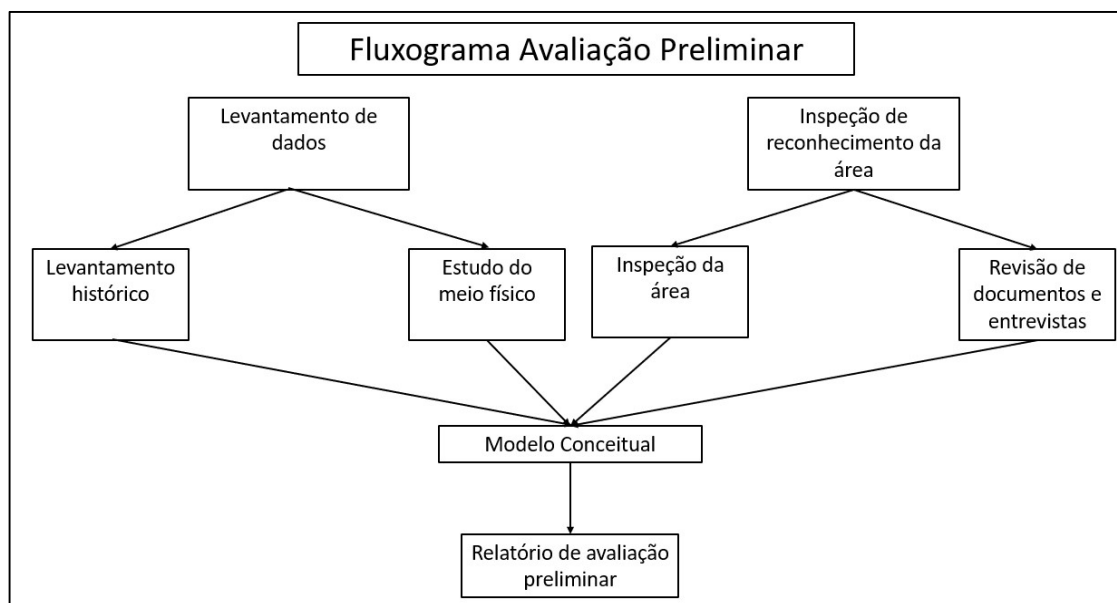 Fluxograma Avaliação Preliminar
Levantamento de
dados
Inspeção de
reconhecimento da
área
Levantamento
histórico
Estudo do
meio físico
Inspeção da
área
Revisão de
documentos e
entrevistas
Modelo Conceitual
Relatório de avaliação
preliminar